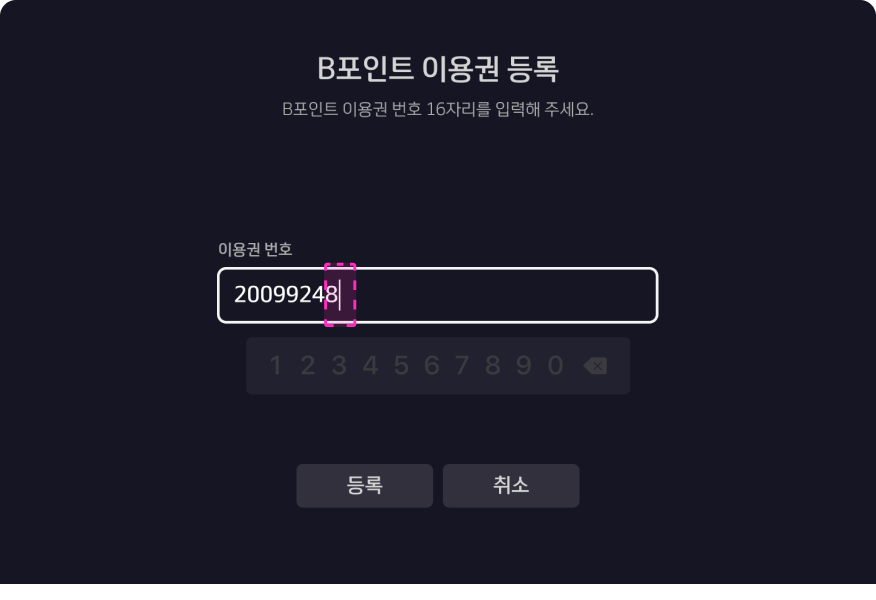 B포인트 이용권 등록
B포인트 이용권 번호 16자리를 입력해 주세요.
이용권 번호
20099248
1 2 3 4 5 6 7 8 9 0
등록 취소